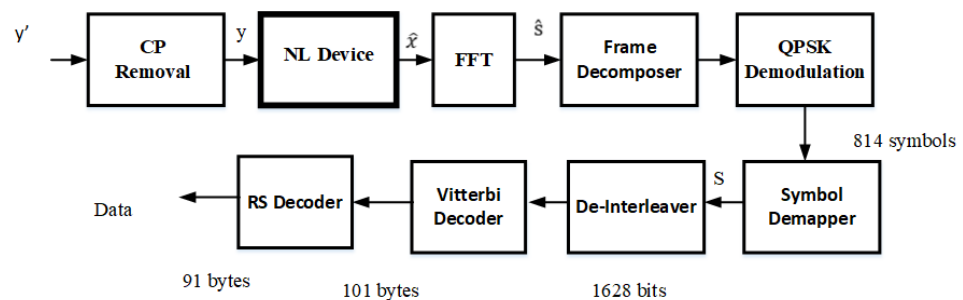 y'
CP Removal
y
NL Device
x̂
FFT
ŝ
Frame Decomposer
QPSK Demodulation
814 symbols
Symbol Demapper
S
De-Interleaver
Vitterbi Decoder
RS Decoder
Data
91 bytes
101 bytes
1628 bits